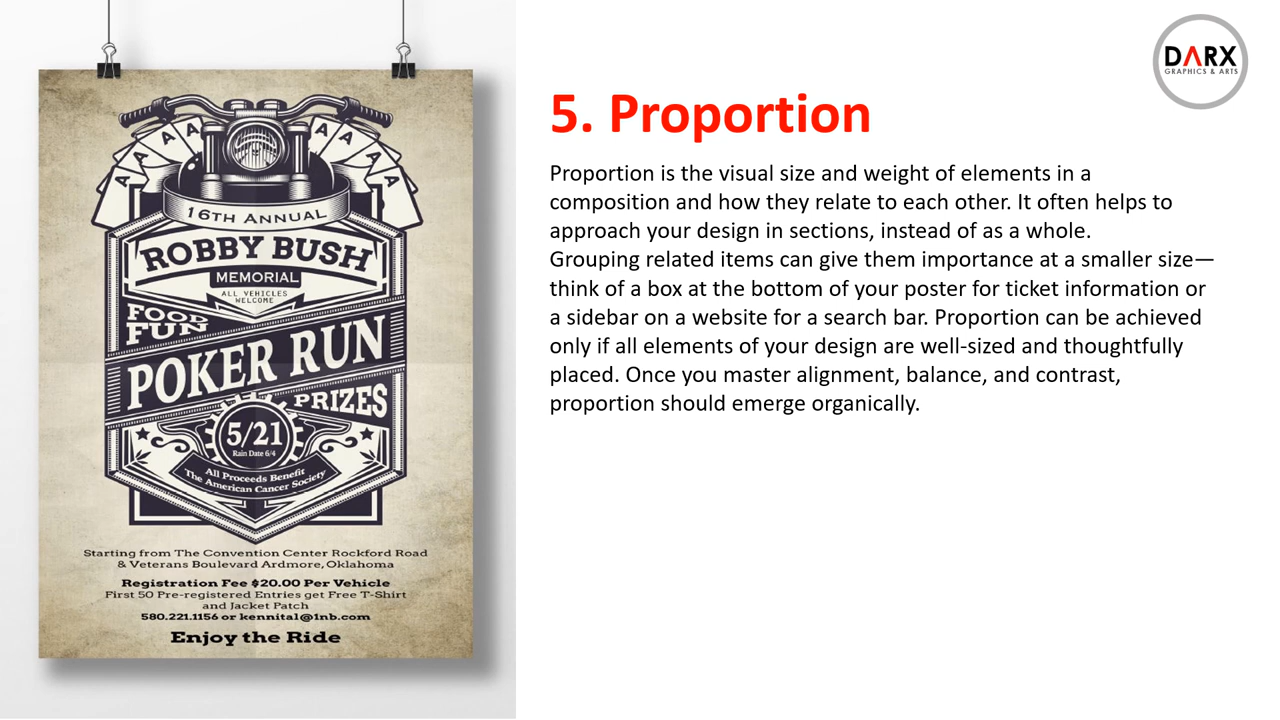 A A A A A A A A
16TH ANNUAL
ROBBY BUSH
MEMORIAL
ALL VEHICLES
WELCOME
FOOD
FUN
POKER RUN
PRIZES
5/21
Rain Date 6/4
All Proceeds Benefit
The American Cancer Society
Starting from The Convention Center Rockford Road
& Veterans Boulevard Ardmore, Oklahoma
Registration Fee $20.00 Per Vehicle
First 50 Pre-registered Entries get Free T-Shirt
and Jacket Patch
580.221.1156 or kennital@1nb.com
Enjoy the Ride
DARX
GRAPHICS & ARTS
5. Proportion
Proportion is the visual size and weight of elements in a
composition and how they relate to each other. It often helps to
approach your design in sections, instead of as a whole.
Grouping related items can give them importance at a smaller size—
think of a box at the bottom of your poster for ticket information or
a sidebar on a website for a search bar. Proportion can be achieved
only if all elements of your design are well-sized and thoughtfully
placed. Once you master alignment, balance, and contrast,
proportion should emerge organically.